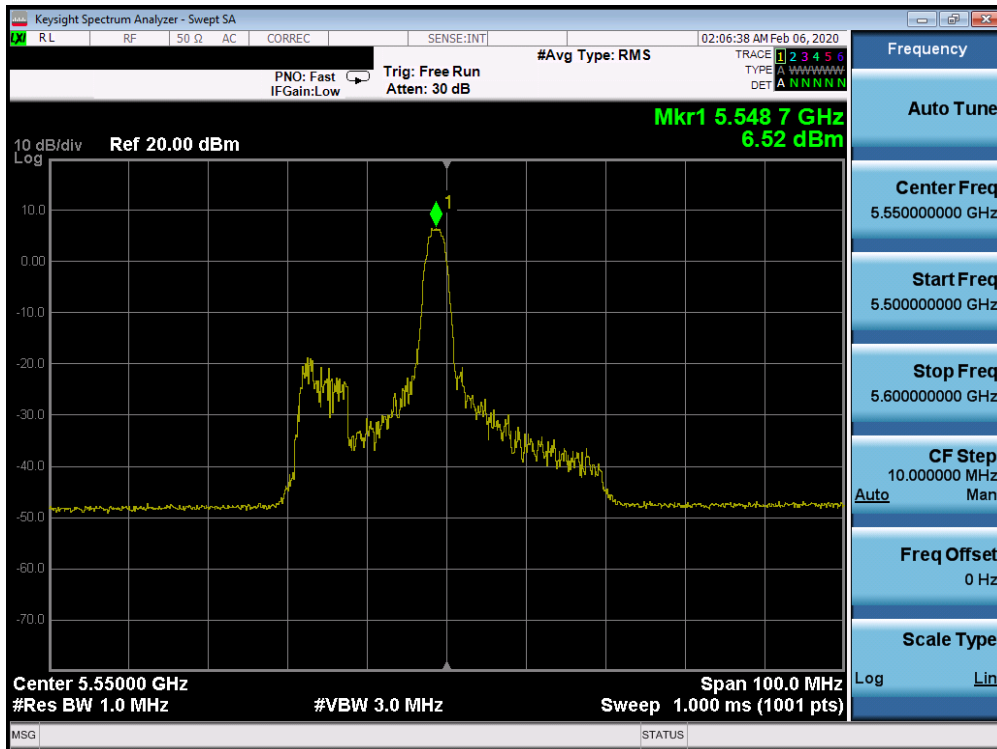 Keysight Spectrum Analyzer - Swept SA
LXI RL RF 50 Ω AC CORREC SENSE:INT 02:06:38 AM Feb 06, 2020
#Avg Type: RMS
TRACE 1 2 3 4 5 6
TYPE A WWWWW
DET A N N N N N
PNO: Fast
IFGain:Low
Trig: Free Run
Atten: 30 dB
Mkr1 5.548 7 GHz
6.52 dBm
10 dB/div Ref 20.00 dBm
Log
1
10.0
0.00
-10.0
-20.0
-30.0
-40.0
-50.0
-60.0
-70.0
Center 5.55000 GHz Span 100.0 MHz
#Res BW 1.0 MHz #VBW 3.0 MHz Sweep 1.000 ms (1001 pts)
MSG STATUS
Frequency
Auto Tune
Center Freq
5.550000000 GHz
Start Freq
5.500000000 GHz
Stop Freq
5.600000000 GHz
CF Step
10.000000 MHz
Auto Man
Freq Offset
0 Hz
Scale Type
Log Lin